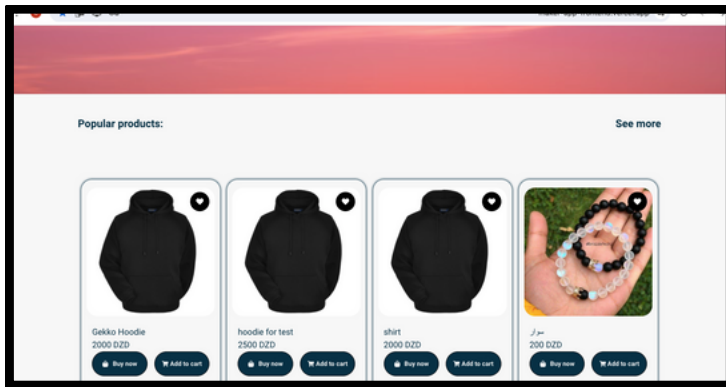 Popular products:
See more
Gekko Hoodie
2000 DZD
Buy now
Add to cart
hoodie for test
2500 DZD
Buy now
Add to cart
shirt
2000 DZD
Buy now
Add to cart
سوار
200 DZD
Buy now
Add to cart